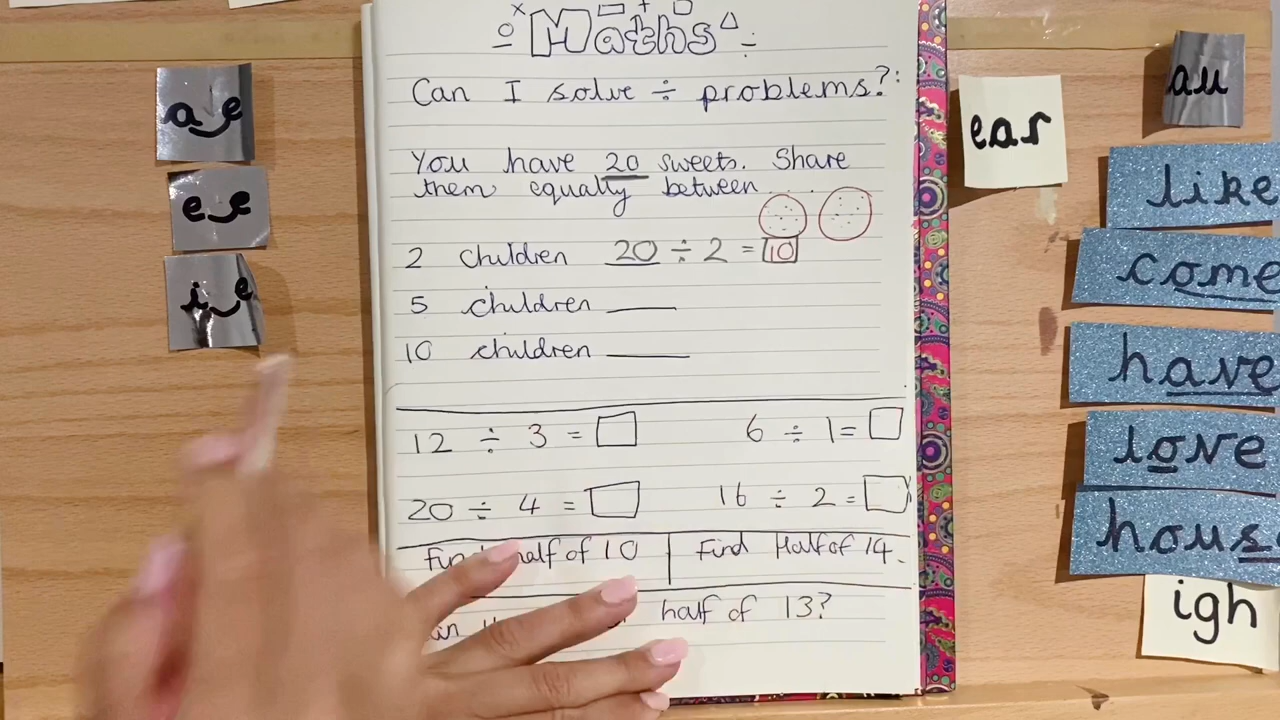 Maths
Can I solve ÷ problems?:
You have 20 sweets. Share
them equally between ....
2 children 20 ÷ 2 = 10
5 children
10 children
12 ÷ 3 =
6 ÷ 1 =
20 ÷ 4 =
16 ÷ 2 =
half of 10
Find Half of 14.
half of 13?
a_e
e_e
i_e
ear
au
like
come
have
love
igh